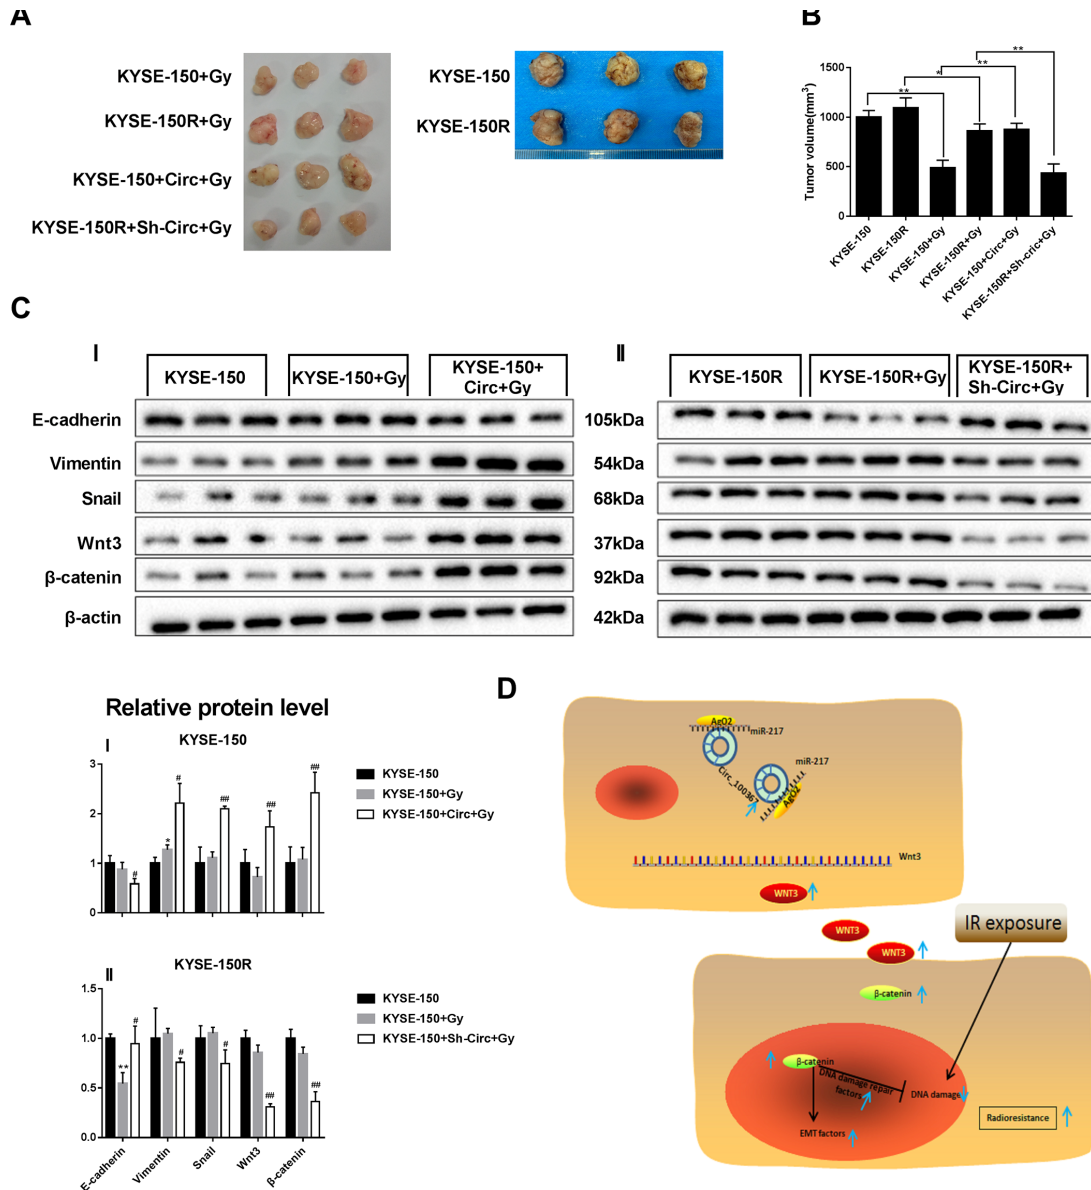 A
KYSE-150+Gy
KYSE-150R+Gy
KYSE-150+Circ+Gy
KYSE-150R+Sh-Circ+Gy
KYSE-150
KYSE-150R
B
Tumor volume(mm3)
1500
1000
500
0
**
*
**
**
KYSE-150
KYSE-150R
KYSE-150+Gy
KYSE-150R+Gy
KYSE-150+Circ+Gy
KYSE-150R+Sh-cric+Gy
C
I
KYSE-150
KYSE-150+Gy
KYSE-150+
Circ+Gy
II
KYSE-150R
KYSE-150R+Gy
KYSE-150R+
Sh-Circ+Gy
E-cadherin
105kDa
Vimentin
54kDa
Snail
68kDa
Wnt3
37kDa
β-catenin
92kDa
β-actin
42kDa
Relative protein level
I
KYSE-150
3
2
1
0
#
*
#
##
##
##
KYSE-150
KYSE-150+Gy
KYSE-150+Circ+Gy
II
KYSE-150R
1.5
1.0
0.5
0.0
**
#
#
#
##
##
KYSE-150
KYSE-150+Gy
KYSE-150+Sh-Circ+Gy
E-cadherin
Vimentin
Snail
Wnt3
β-catenin
D
AgO2
miR-217
Circ_100367
miR-217
AgO2
Wnt3
WNT3
WNT3
WNT3
IR exposure
β-catenin
β-catenin
DNA damage repair
factors
DNA damage
EMT factors
Radioresistance